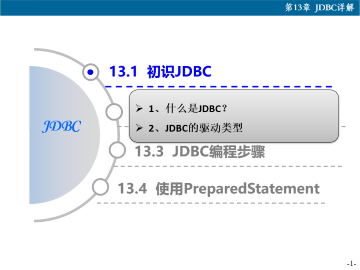 第13章 JDBC详解
13.1 初识JDBC
➢ 1、什么是JDBC?
➢ 2、JDBC的驱动类型
JDBC
13.3 JDBC编程步骤
13.4 使用PreparedStatement
-1-